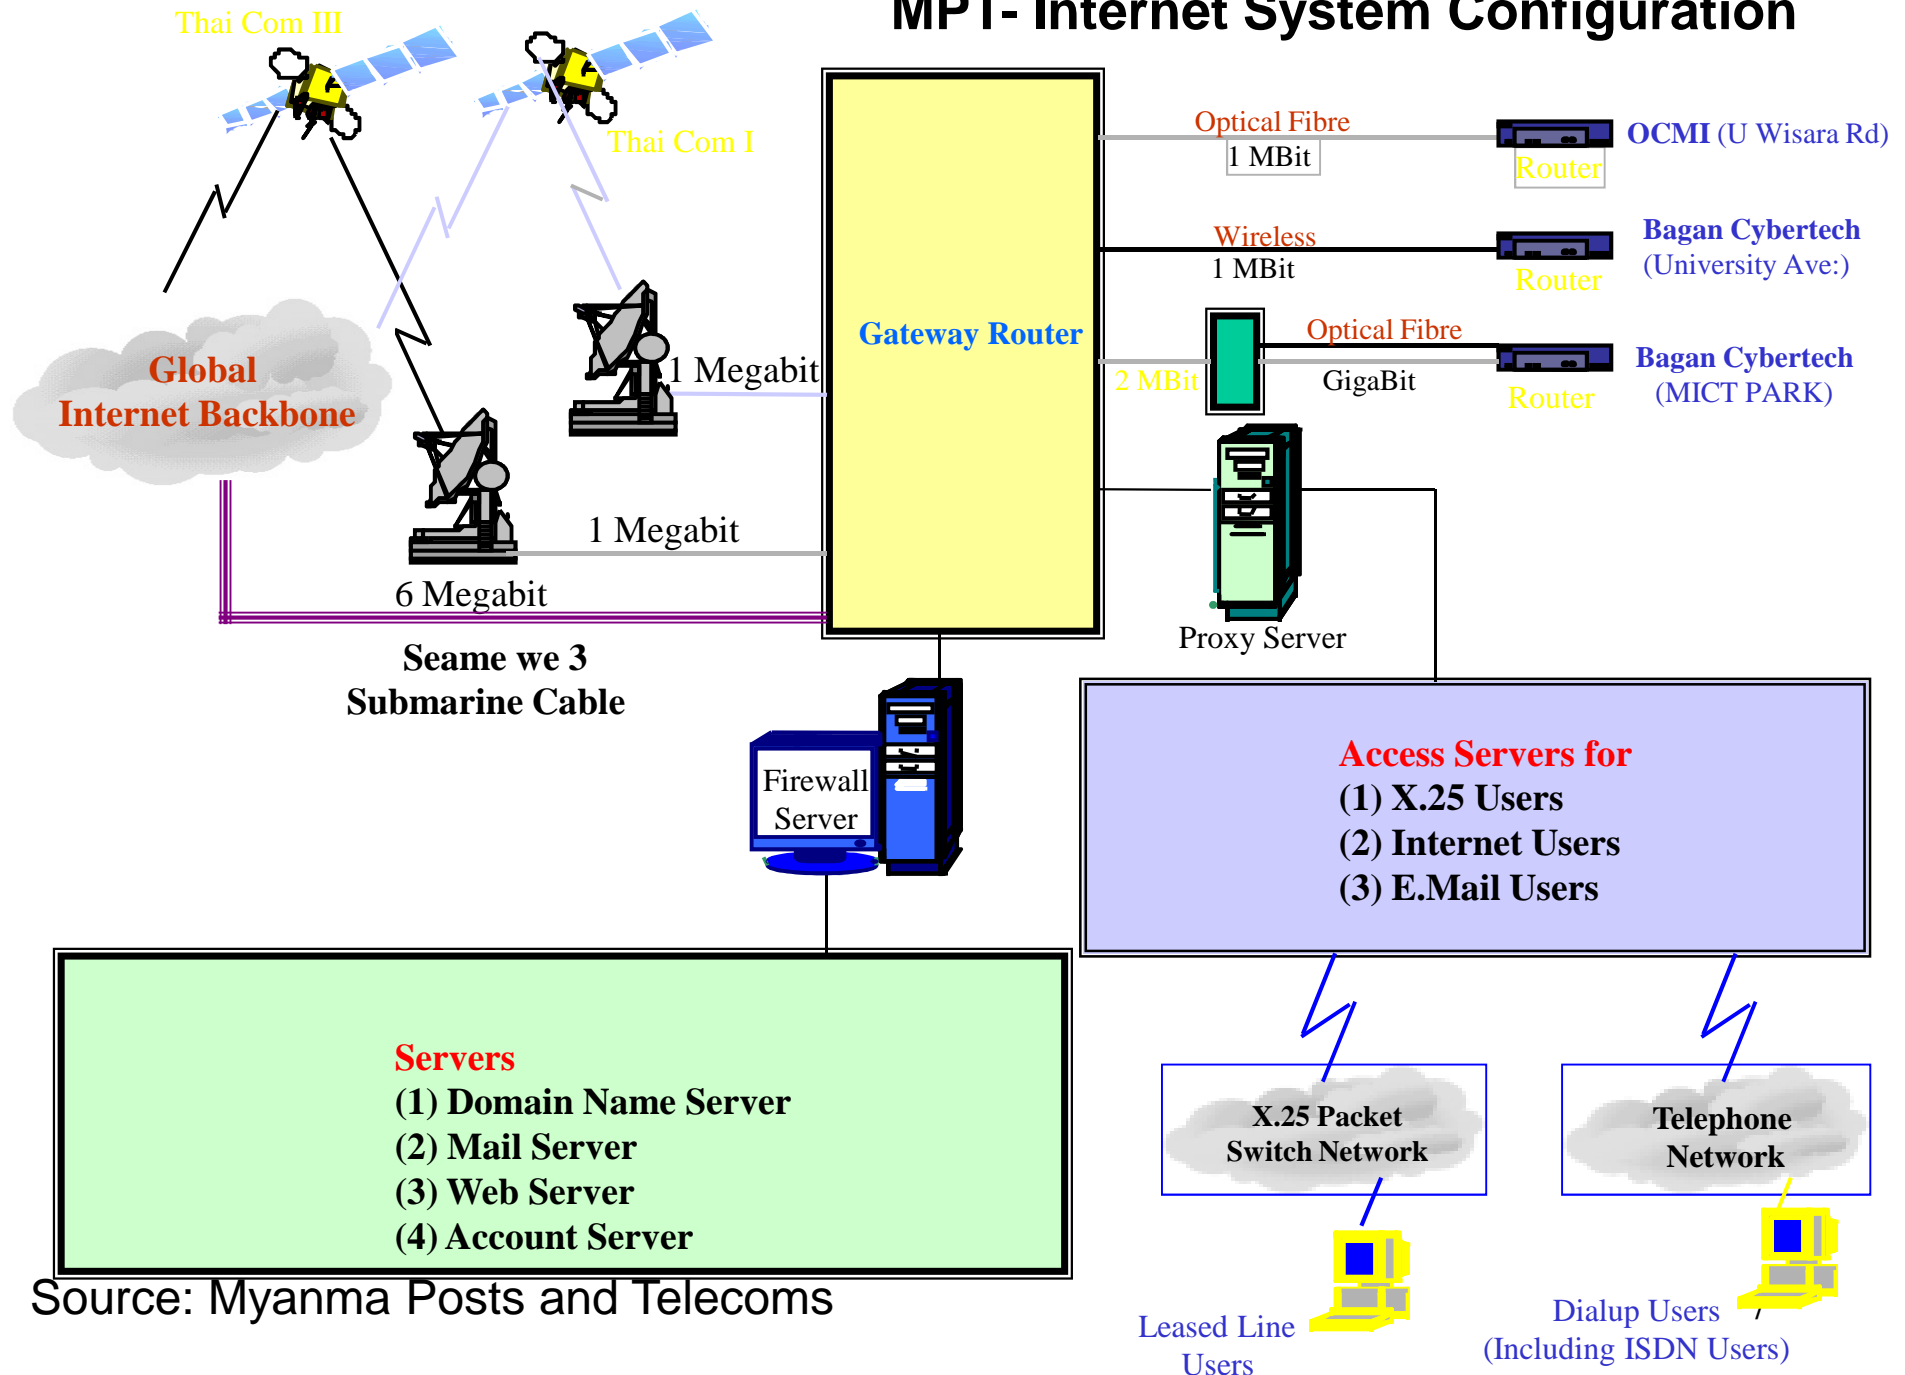 MPT- Internet System Configuration
Thai Com III
Thai Com I
Optical Fibre
1 MBit
Router
OCMI (U Wisara Rd)
Wireless
1 MBit
Router
Bagan Cybertech
(University Ave:)
Gateway Router
2 MBit
Optical Fibre
GigaBit
Router
Bagan Cybertech
(MICT PARK)
Global
Internet Backbone
1 Megabit
1 Megabit
6 Megabit
Seame we 3
Submarine Cable
Proxy Server
Firewall
Server
Access Servers for
(1) X.25 Users
(2) Internet Users
(3) E.Mail Users
Servers
(1) Domain Name Server
(2) Mail Server
(3) Web Server
(4) Account Server
X.25 Packet
Switch Network
Telephone
Network
Leased Line
Users
Dialup Users
(Including ISDN Users)
Source: Myanma Posts and Telecoms